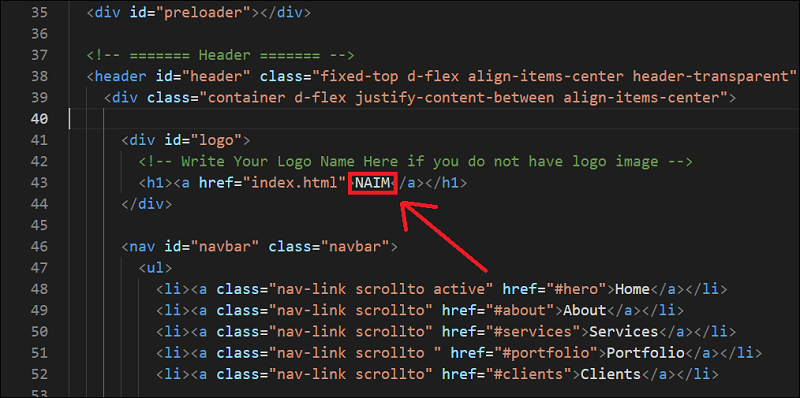 35 <div id="preloader"></div>
36
37 <!-- ======= Header ======= -->
38 <header id="header" class="fixed-top d-flex align-items-center header-transparent"
39 <div class="container d-flex justify-content-between align-items-center">
40
41 <div id="logo">
42 <!-- Write Your Logo Name Here if you do not have logo image -->
43 <h1><a href="index.html">NAIM</a></h1>
44 </div>
45
46 <nav id="navbar" class="navbar">
47 <ul>
48 <li><a class="nav-link scrollto active" href="#hero">Home</a></li>
49 <li><a class="nav-link scrollto" href="#about">About</a></li>
50 <li><a class="nav-link scrollto" href="#services">Services</a></li>
51 <li><a class="nav-link scrollto " href="#portfolio">Portfolio</a></li>
52 <li><a class="nav-link scrollto" href="#clients">Clients</a></li>
53